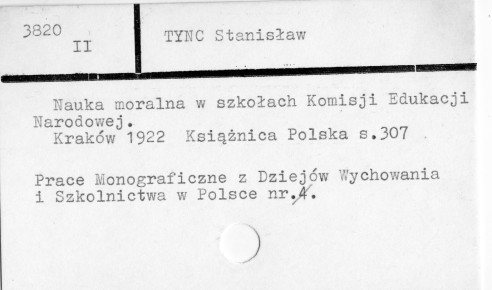 3820
II
TYNC Stanisław
Nauka moralna w szkołach Komisji Edukacji
Narodowej.
Kraków 1922 Książnica Polska s.307
Prace Monograficzne z Dziejów Wychowania
i Szkolnictwa w Polsce nr.4.